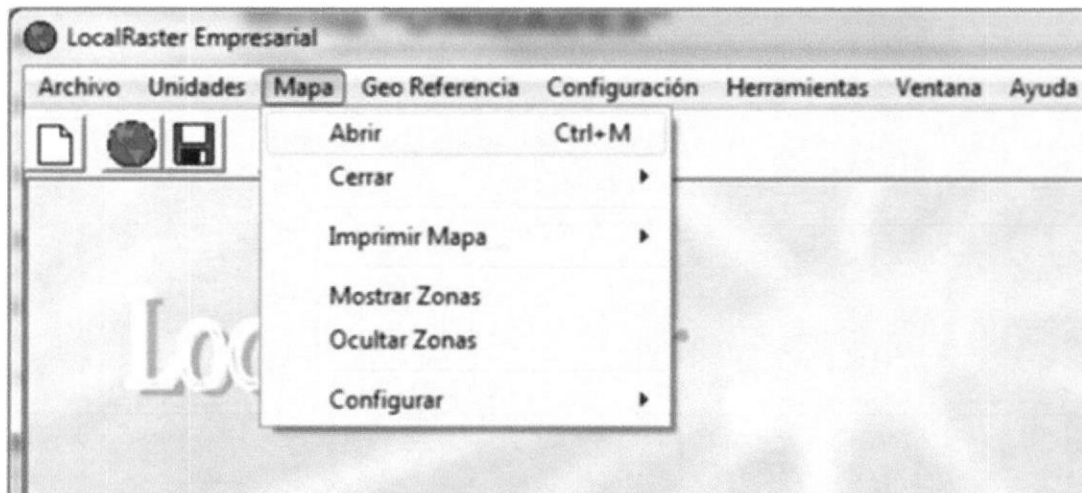 LocalRaster Empresarial
Archivo Unidades Mapa Geo Referencia Configuración Herramientas Ventana Ayuda
Abrir Ctrl+M
Cerrar
Imprimir Mapa
Mostrar Zonas
Ocultar Zonas
Configurar